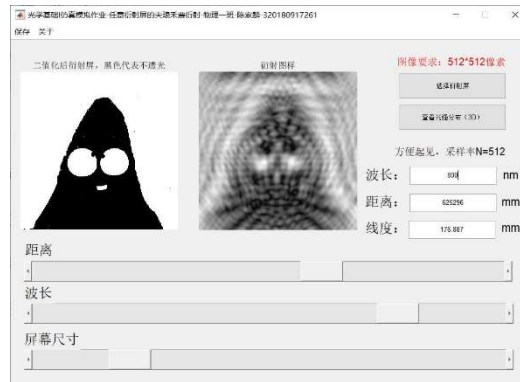 光学基础仿真模拟作业-任意衍射屏的夫琅禾费衍射-物理一班-陈家麟-320180917261
保存 关于
二值化后衍射屏，黑色代表不透光
衍射图样
图像要求：512*512像素
选择衍射屏
查看光强分布（3D）
方便起见，采样率N=512
波长： 800 nm
距离： 625296 mm
线度： 176.887 mm
距离
波长
屏幕尺寸